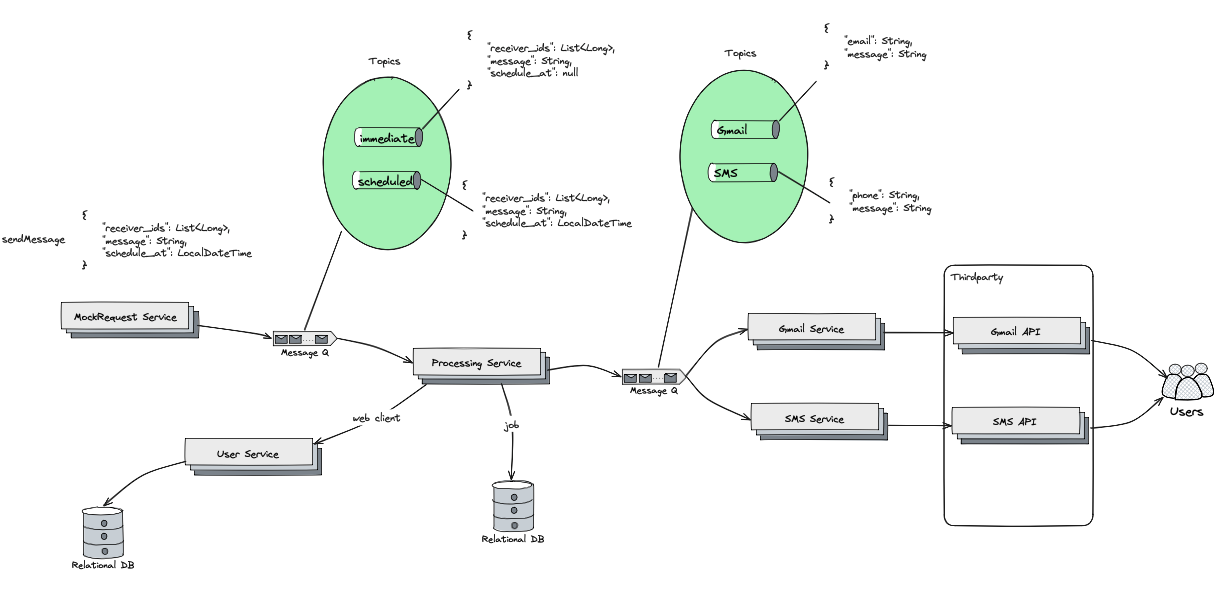 Topics
{
"receiver_ids": List<Long>,
"message": String,
"schedule_at": null
}
immediate
scheduled
{
"receiver_ids": List<Long>,
"message": String,
"schedule_at": LocalDateTime
}
Topics
{
"email": String,
"message": String
}
Gmail
SMS
{
"phone": String,
"message": String
}
sendMessage
{
"receiver_ids": List<Long>,
"message": String,
"schedule_at": LocalDateTime
}
MockRequest Service
Message Q
Processing Service
web client
job
User Service
Relational DB
Relational DB
Message Q
Gmail Service
SMS Service
Thirdparty
Gmail API
SMS API
Users